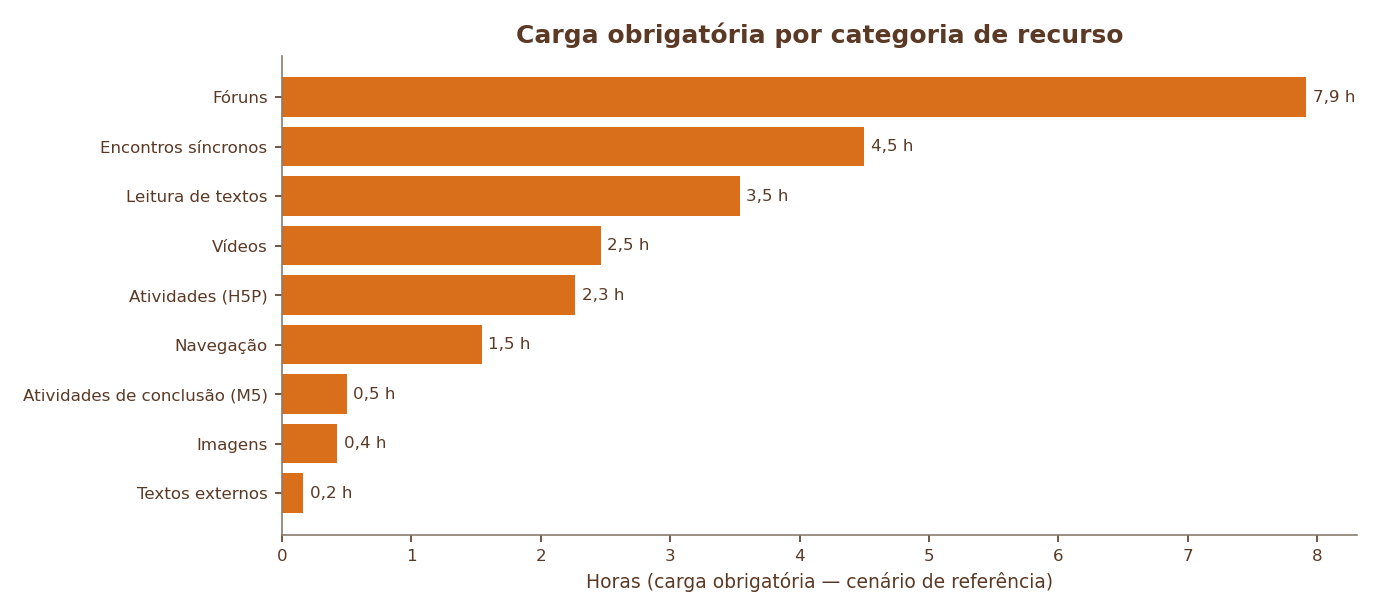 Carga obrigatória por categoria de recurso
Fóruns 7,9 h
Encontros síncronos 4,5 h
Leitura de textos 3,5 h
Vídeos 2,5 h
Atividades (H5P) 2,3 h
Navegação 1,5 h
Atividades de conclusão (M5) 0,5 h
Imagens 0,4 h
Textos externos 0,2 h
0 1 2 3 4 5 6 7 8
Horas (carga obrigatória — cenário de referência)